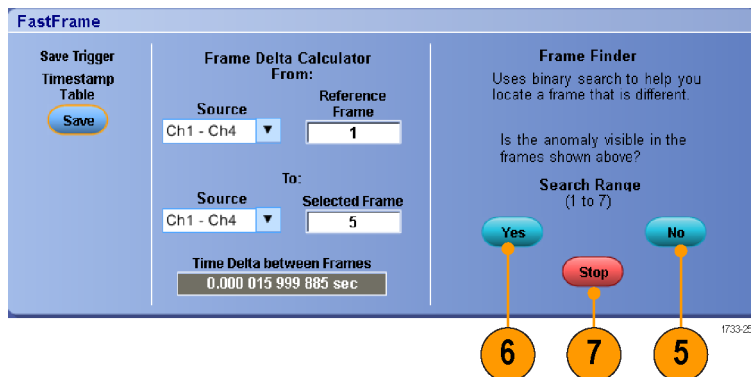 FastFrame
Save Trigger
Timestamp
Table
Save
Frame Delta Calculator
From:
Source
Reference
Frame
Ch1 - Ch4
1
To:
Source
Selected Frame
Ch1 - Ch4
5
Time Delta between Frames
0.000 015 999 885 sec
Frame Finder
Uses binary search to help you
locate a frame that is different.
Is the anomaly visible in the
frames shown above?
Search Range
(1 to 7)
Yes
No
Stop
6
7
5